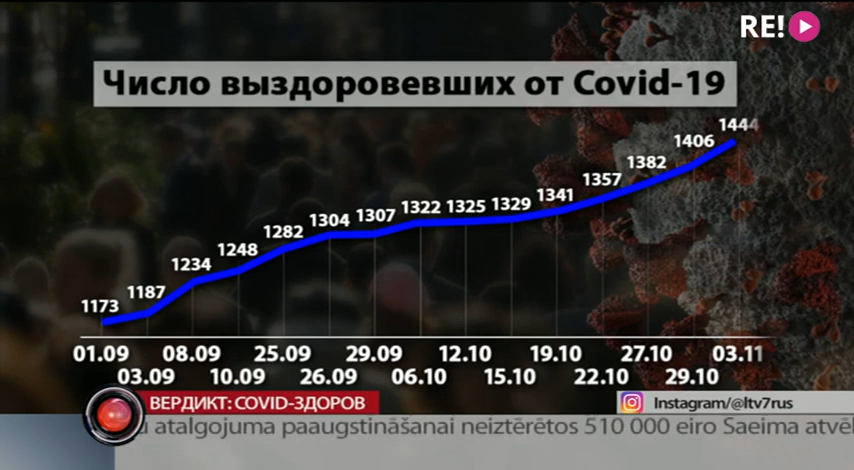 RE!
Число выздоровевших от Covid-19
1173 1187 1234 1248 1282 1304 1307 1322 1325 1329 1341 1357 1382 1406 1444
01.09 08.09 25.09 29.09 12.10 19.10 27.10 03.11
03.09 10.09 26.09 06.10 15.10 22.10 29.10
ВЕРДИКТ: COVID-ЗДОРОВ
Instagram/@ltv7rus
atalgojuma paaugstināšanai neiztērētos 510 000 eiro Saeima